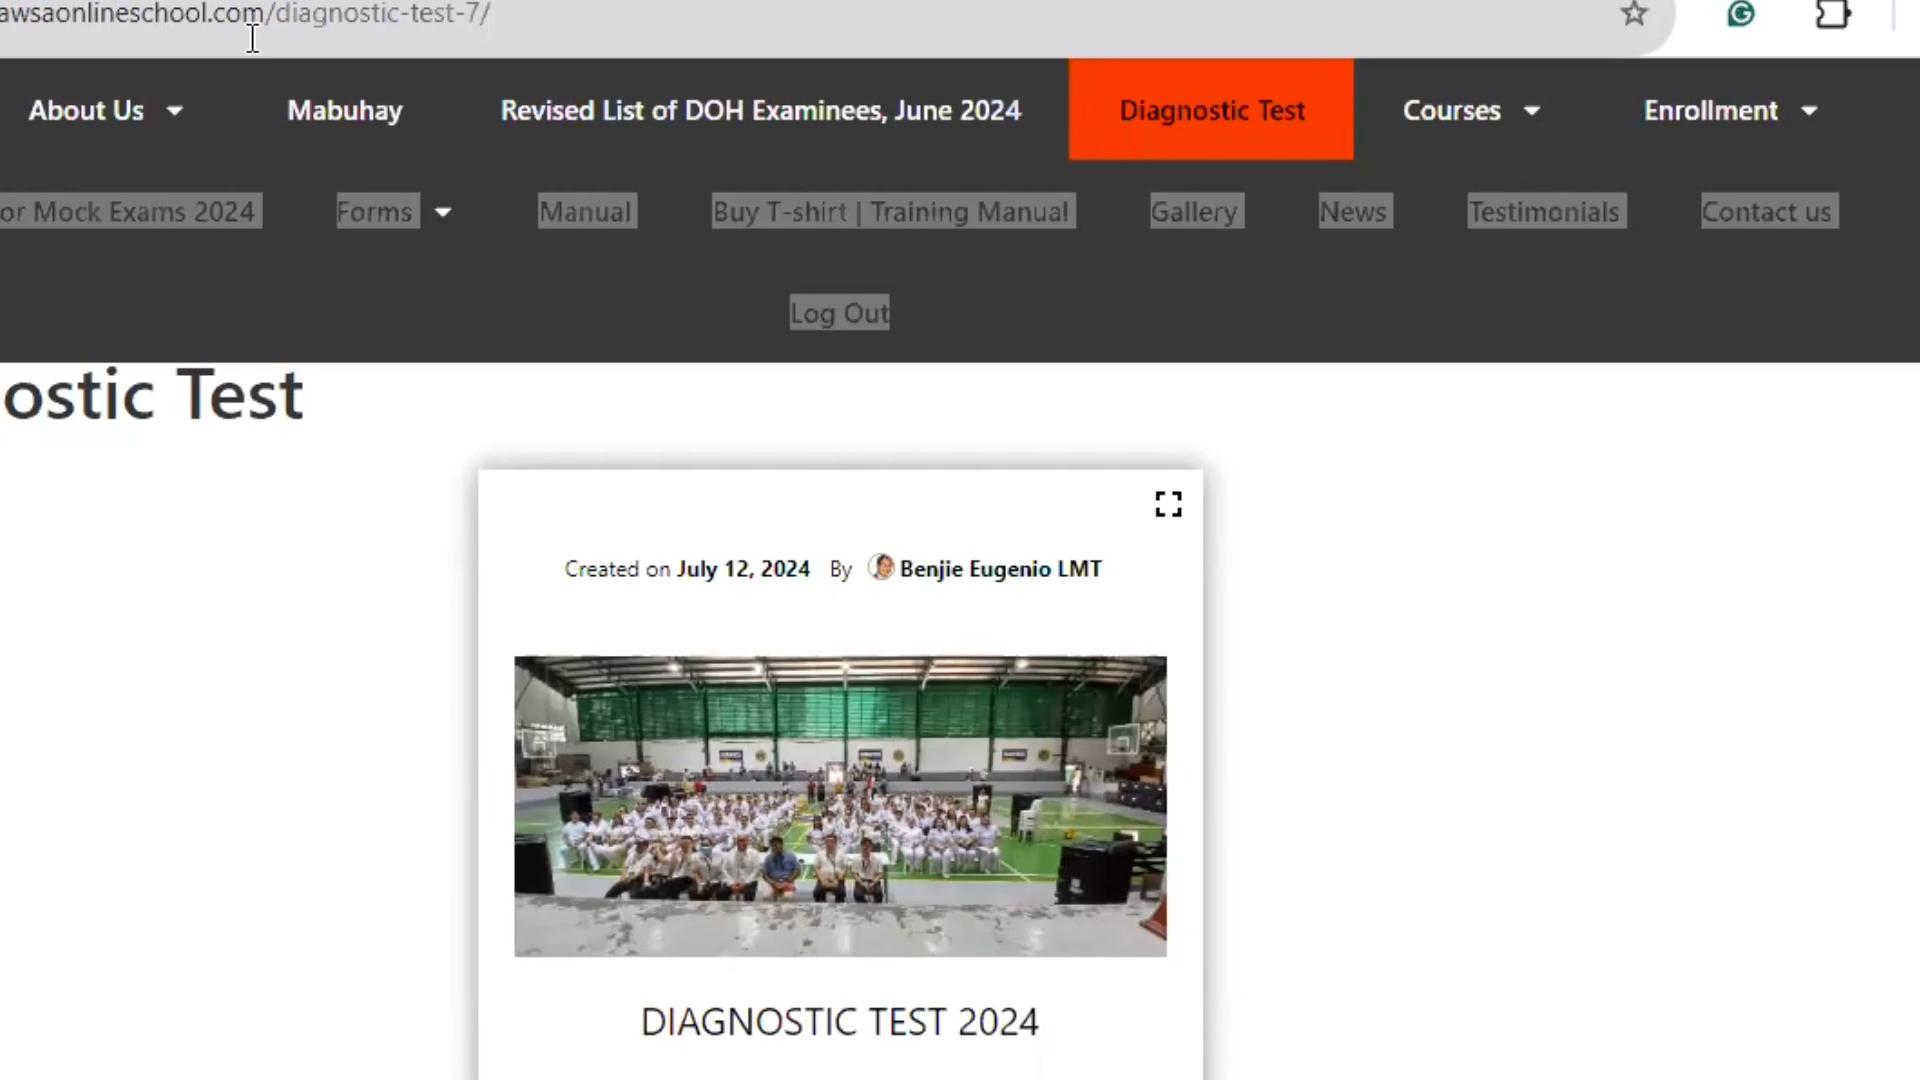 awsaonlineschool.com/diagnostic-test-7/
About Us Mabuhay Revised List of DOH Examinees, June 2024 Diagnostic Test Courses Enrollment
or Mock Exams 2024 Forms Manual Buy T-shirt | Training Manual Gallery News Testimonials Contact us
Log Out
ostic Test
Created on July 12, 2024 By Benjie Eugenio LMT
DIAGNOSTIC TEST 2024